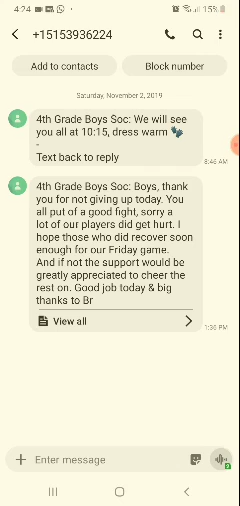 4:24
15%
+15153936224
Add to contacts
Block number
Saturday, November 2, 2019
4th Grade Boys Soc: We will see
you all at 10:15, dress warm 🧤
-
Text back to reply
8:46 AM
4th Grade Boys Soc: Boys, thank
you for not giving up today. You
all put of a good fight, sorry a
lot of our players did get hurt. I
hope those who did recover soon
enough for our Friday game.
And if not the support would be
greatly appreciated to cheer the
rest on. Good job today & big
thanks to Br
View all
1:36 PM
Enter message